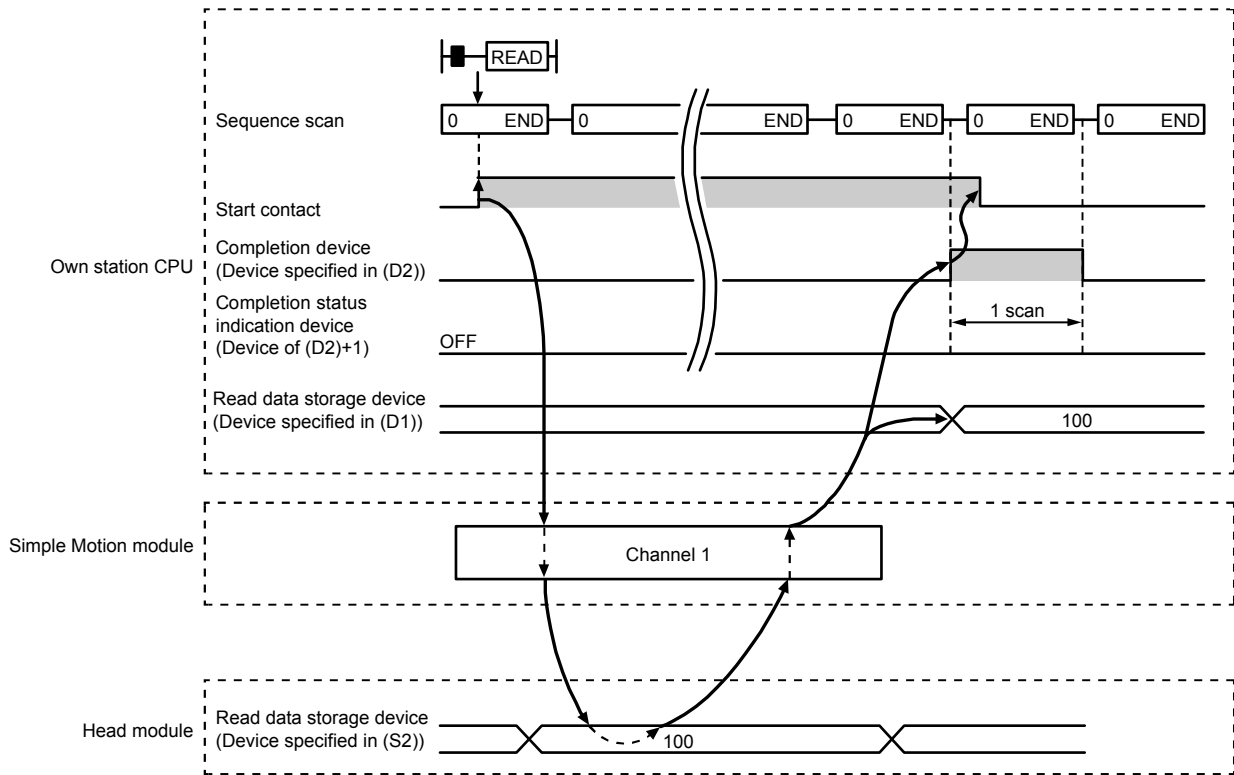 READ
Sequence scan
0 END 0 END 0 END 0 END 0 END
Start contact
Own station CPU
Completion device
(Device specified in (D2))
Completion status
indication device
(Device of (D2)+1)
1 scan
OFF
Read data storage device
(Device specified in (D1))
100
Simple Motion module
Channel 1
Head module
Read data storage device
(Device specified in (S2))
100